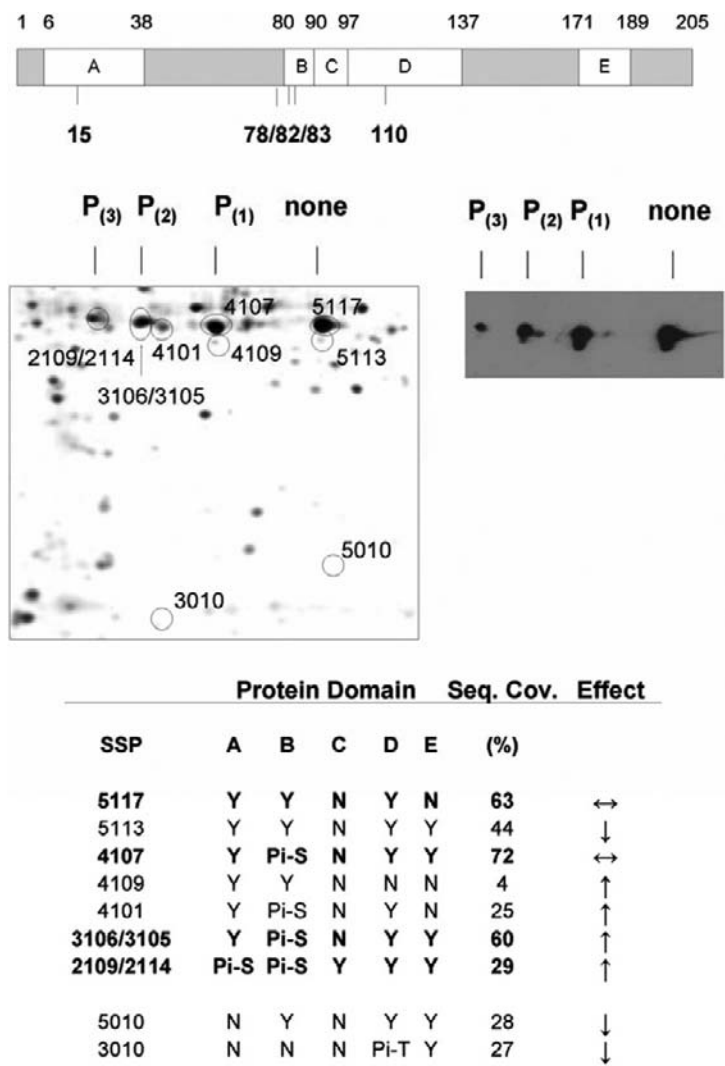 1 6 38 80 90 97 137 171 189 205
A B C D E
15 78/82/83 110
P(3) P(2) P(1) none
P(3) P(2) P(1) none
4107 5117
2109/2114 4101 4109 5113
3106/3105
5010
3010
Protein Domain Seq. Cov. Effect
SSP A B C D E (%)
5117 Y Y N Y N 63 ↔
5113 Y Y N Y Y 44 ↓
4107 Y Pi-S N Y Y 72 ↔
4109 Y Y N N N 4 ↑
4101 Y Pi-S N Y N 25 ↑
3106/3105 Y Pi-S N Y Y 60 ↑
2109/2114 Pi-S Pi-S Y Y Y 29 ↑
5010 N Y N Y Y 28 ↓
3010 N N N Pi-T Y 27 ↓